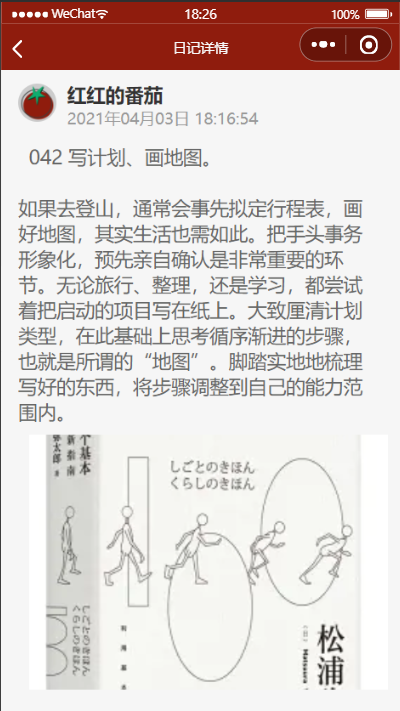 WeChat 18:26 100%
日记详情
红红的番茄
2021年04月03日 18:16:54
042 写计划、画地图。
如果去登山，通常会事先拟定行程表，画
好地图，其实生活也需如此。把手头事务
形象化，预先亲自确认是非常重要的环
节。无论旅行、整理，还是学习，都尝试
着把启动的项目写在纸上。大致厘清计划
类型，在此基础上思考循序渐进的步骤，
也就是所谓的“地图”。脚踏实地地梳理
写好的东西，将步骤调整到自己的能力范
围内。
个基本
新指南
弥太郎
しごとのきほん
くらしのきほん
しごとのきほん
くらしのきほん
松浦